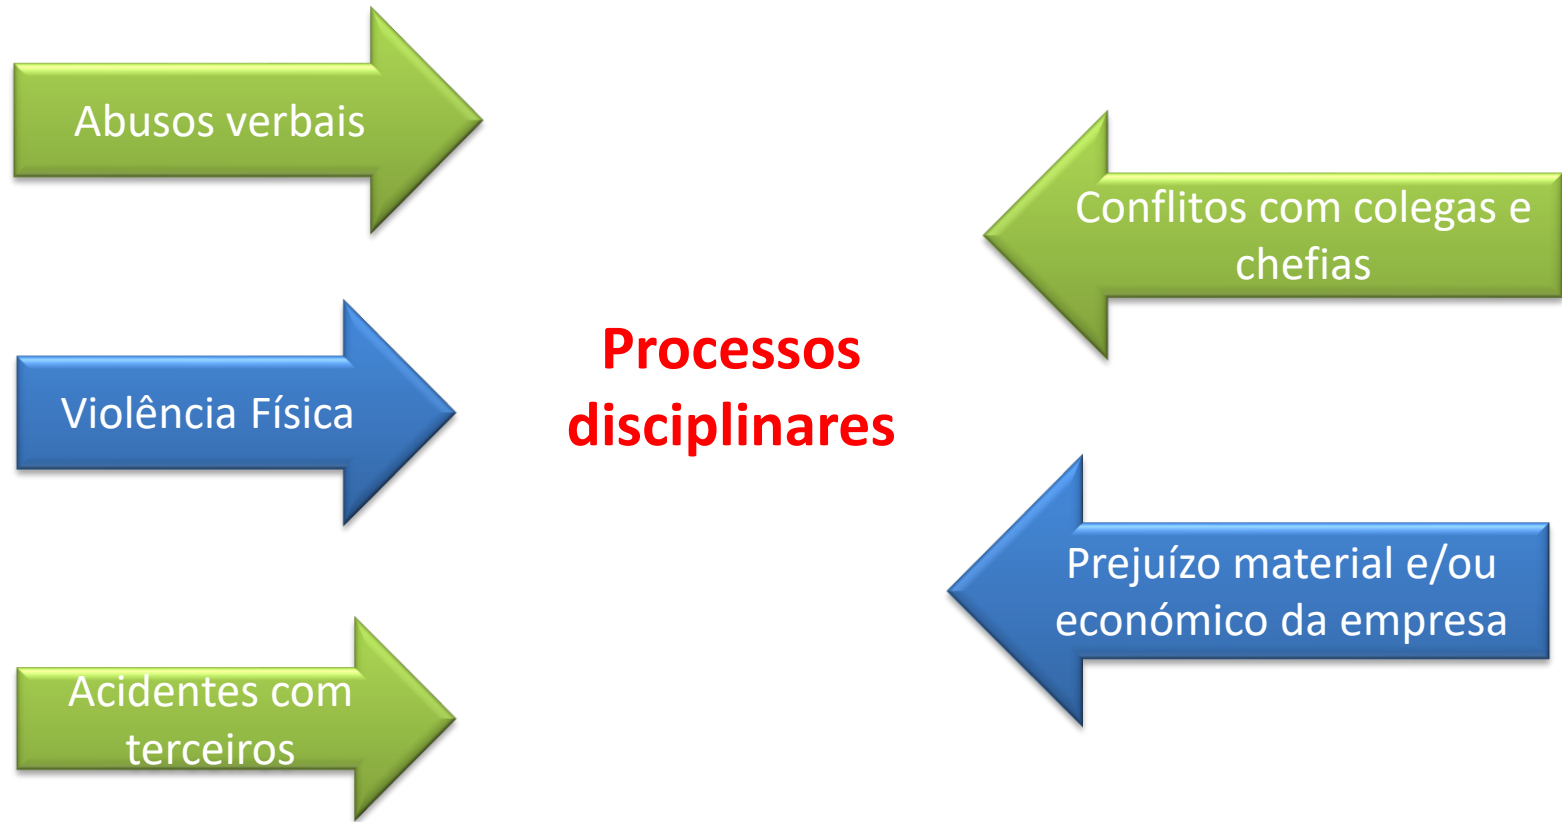 Abusos verbais
Conflitos com colegas e
chefias
Processos
disciplinares
Violência Física
Prejuízo material e/ou
económico da empresa
Acidentes com
terceiros